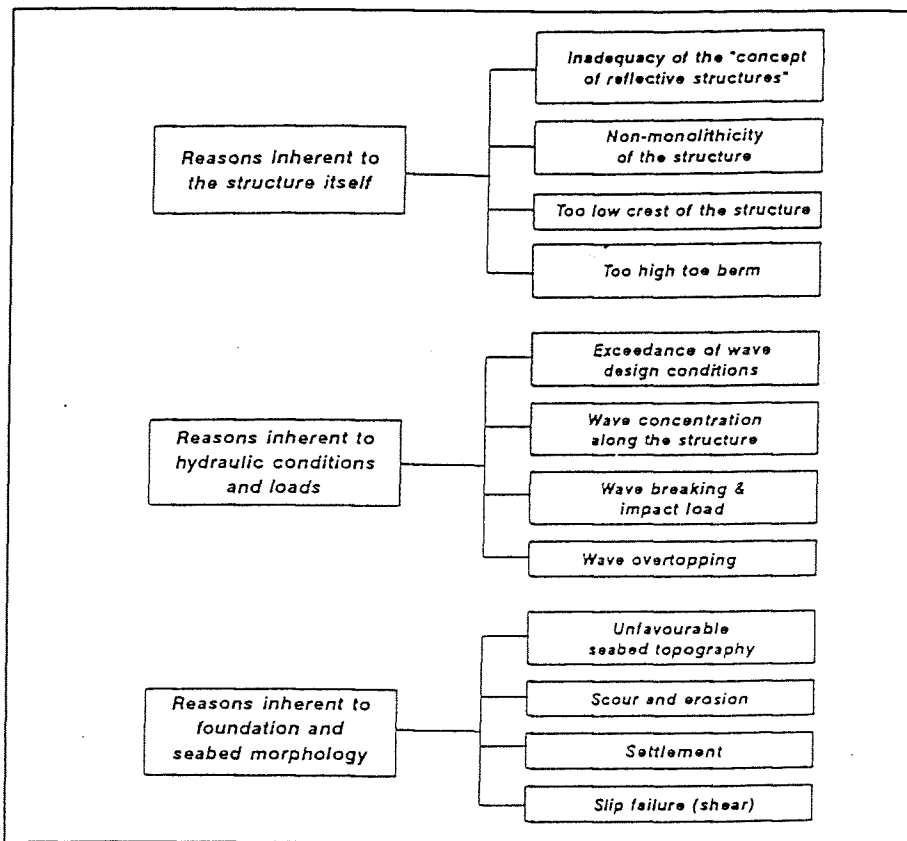 Reasons inherent to
the structure itself
Inadequacy of the "concept
of reflective structures"
Non-monolithicity
of the structure
Too low crest of the structure
Too high toe berm
Reasons inherent to
hydraulic conditions
and loads
Exceedance of wave
design conditions
Wave concentration
along the structure
Wave breaking &
impact load
Wave overtopping
Reasons inherent to
foundation and
seabed morphology
Unfavourable
seabed topography
Scour and erosion
Settlement
Slip failure (shear)